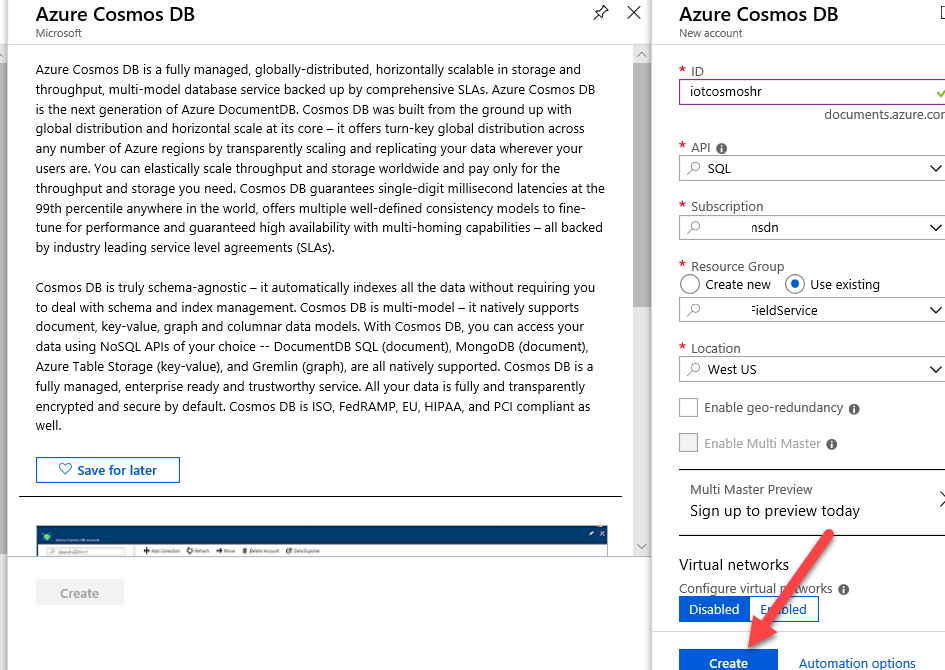 Azure Cosmos DB
Microsoft
Azure Cosmos DB is a fully managed, globally-distributed, horizontally scalable in storage and
throughput, multi-model database service backed up by comprehensive SLAs. Azure Cosmos DB
is the next generation of Azure DocumentDB. Cosmos DB was built from the ground up with
global distribution and horizontal scale at its core – it offers turn-key global distribution across
any number of Azure regions by transparently scaling and replicating your data wherever your
users are. You can elastically scale throughput and storage worldwide and pay only for the
throughput and storage you need. Cosmos DB guarantees single-digit millisecond latencies at the
99th percentile anywhere in the world, offers multiple well-defined consistency models to fine-
tune for performance and guaranteed high availability with multi-homing capabilities – all backed
by industry leading service level agreements (SLAs).
Cosmos DB is truly schema-agnostic – it automatically indexes all the data without requiring you
to deal with schema and index management. Cosmos DB is multi-model – it natively supports
document, key-value, graph and columnar data models. With Cosmos DB, you can access your
data using NoSQL APIs of your choice -- DocumentDB SQL (document), MongoDB (document),
Azure Table Storage (key-value), and Gremlin (graph), are all natively supported. Cosmos DB is a
fully managed, enterprise ready and trustworthy service. All your data is fully and transparently
encrypted and secure by default. Cosmos DB is ISO, FedRAMP, EU, HIPAA, and PCI compliant as
well.
Save for later
Azure Cosmos DB account
Search (Ctrl+/)
Add Collection Refresh Move Delete Account Data Explorer
Create
Azure Cosmos DB
New account
* ID
iotcosmoshr
documents.azure.com
* API
SQL
* Subscription
msdn
* Resource Group
Create new Use existing
FieldService
* Location
West US
Enable geo-redundancy
Enable Multi Master
Multi Master Preview
Sign up to preview today
Virtual networks
Configure virtual networks
Disabled Enabled
Create Automation options